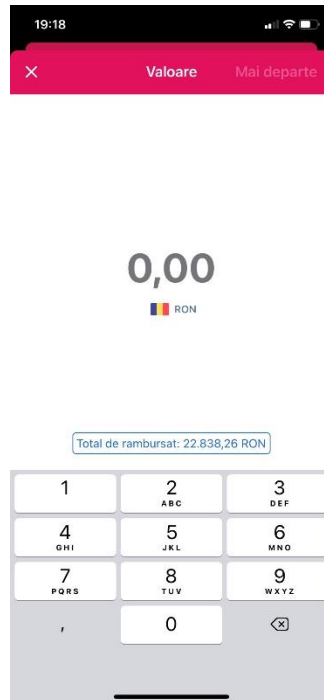 19:18
Valoare
Mai departe
0,00
RON
Total de rambursat: 22.838,26 RON
1
2
ABC
3
DEF
4
GHI
5
JKL
6
MNO
7
PQRS
8
TUV
9
WXYZ
,
0